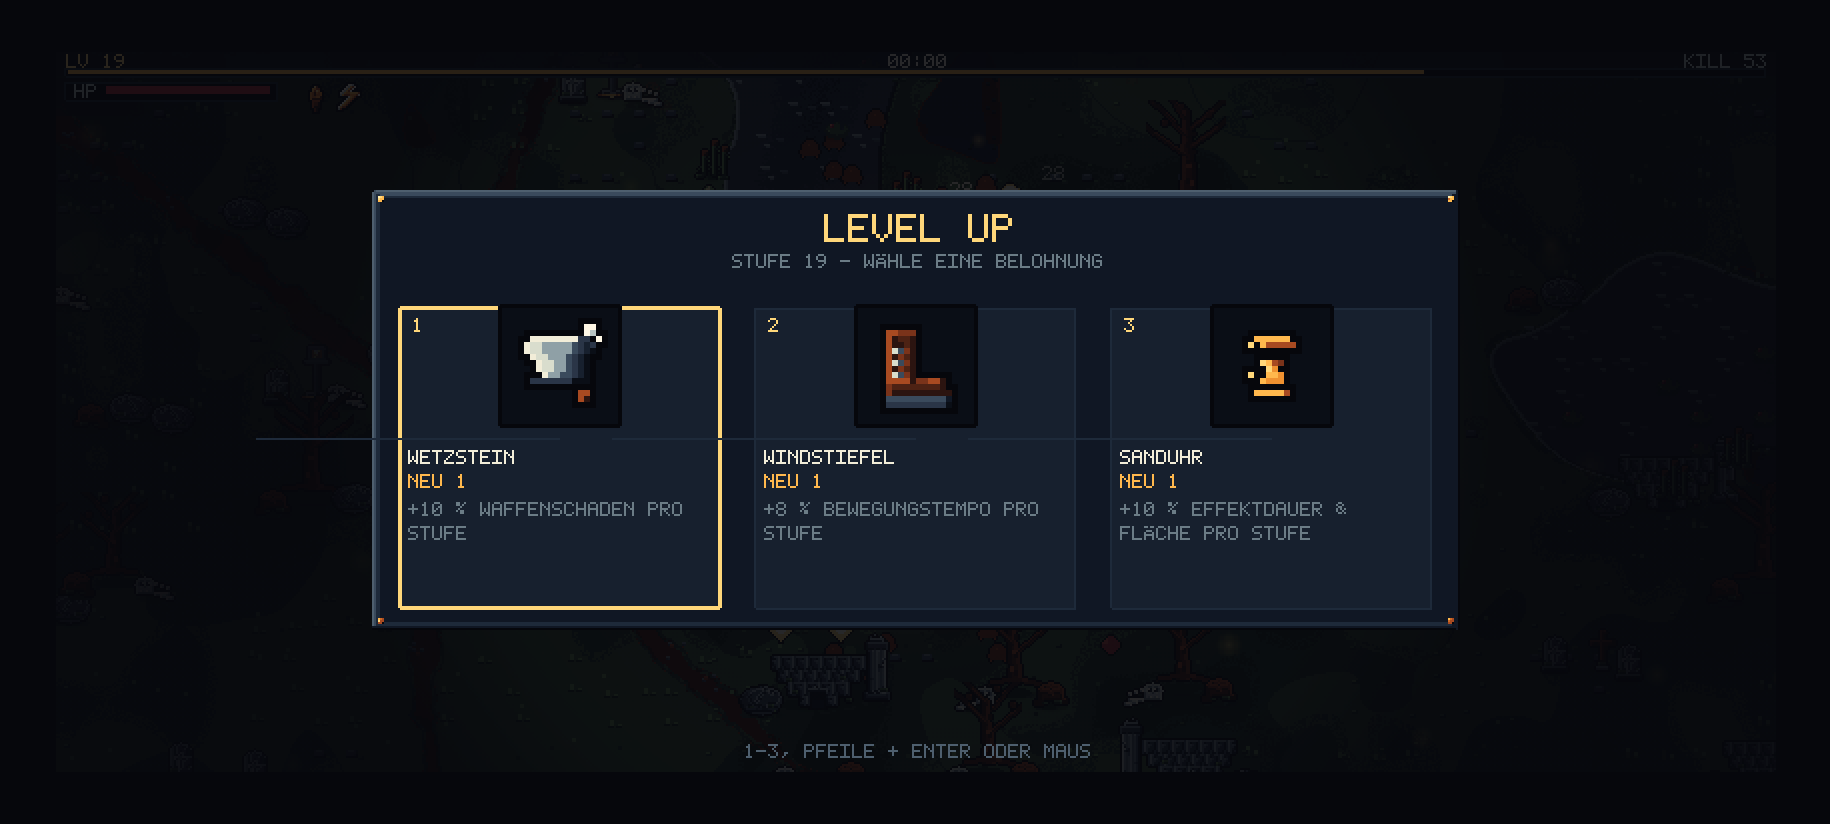 LV 19
00:00
KILL 53
HP
28
28
LEVEL UP
STUFE 19 - WÄHLE EINE BELOHNUNG
1
WETZSTEIN
NEU 1
+10 % WAFFENSCHADEN PRO
STUFE
2
WINDSTIEFEL
NEU 1
+8 % BEWEGUNGSTEMPO PRO
STUFE
3
SANDUHR
NEU 1
+10 % EFFEKTDAUER &
FLÄCHE PRO STUFE
1-3, PFEILE + ENTER ODER MAUS